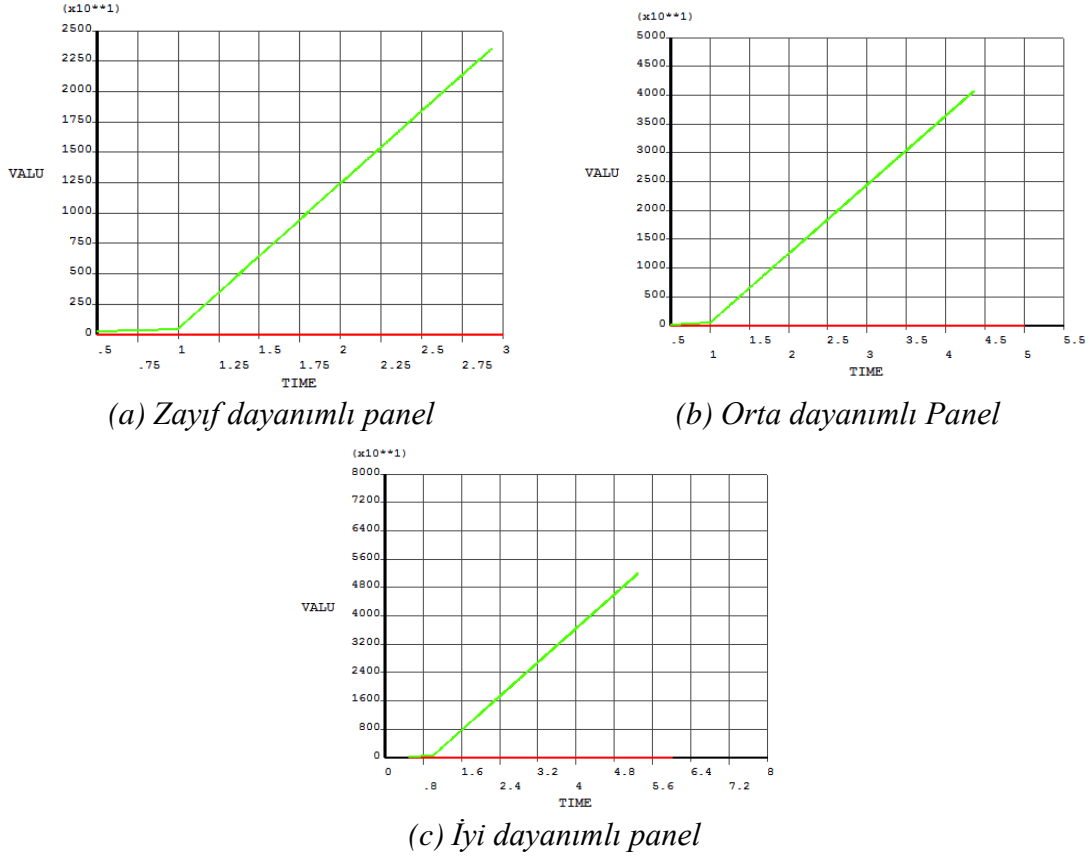 (x10**1)
2500
2250
2000
1750
1500
1250
1000
750
500
250
0
VALU
.5 1 1.5 2 2.5 3
.75 1.25 1.75 2.25 2.75
TIME
(a) Zayıf dayanımlı panel
(x10**1)
5000
4500
4000
3500
3000
2500
2000
1500
1000
500
0
VALU
.5 1.5 2.5 3.5 4.5 5.5
1 2 3 4 5
TIME
(b) Orta dayanımlı Panel
(x10**1)
8000
7200
6400
5600
4800
4000
3200
2400
1600
800
0
VALU
0 1.6 3.2 4.8 6.4 8
.8 2.4 4 5.6 7.2
TIME
(c) İyi dayanımlı panel